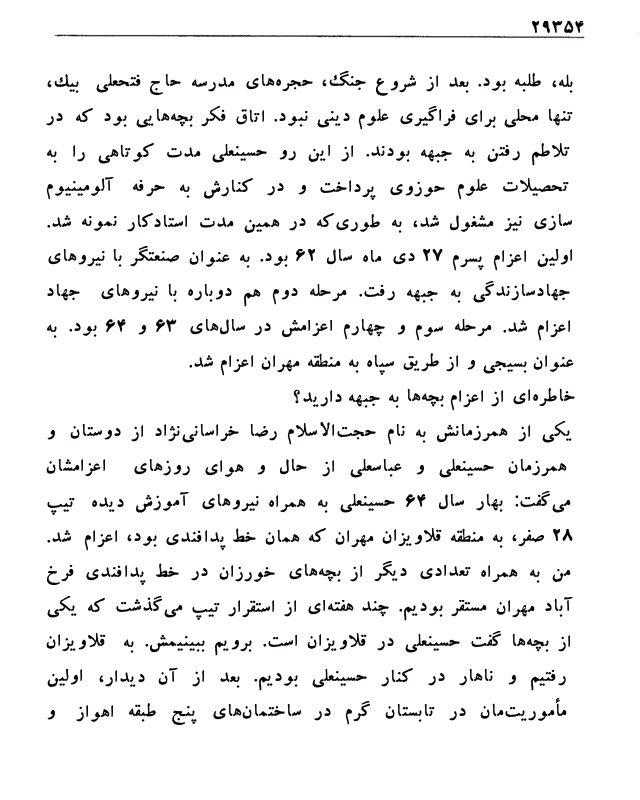 ۲۹۳۵۴
بله، طلبه بود. بعد از شروع جنگ، حجره‌های مدرسه حاج فتحعلی بیك،
تنها محلی برای فراگیری علوم دینی نبود. اتاق فکر بچه‌هایی بود که در
تلاطم رفتن به جبهه بودند. از این رو حسینعلی مدت کوتاهی را به
تحصیلات علوم حوزوی پرداخت و در کنارش به حرفه آلومینیوم
سازی نیز مشغول شد، به طوری‌که در همین مدت استادکار نمونه شد.
اولین اعزام پسرم ۲۷ دی ماه سال ۶۲ بود. به عنوان صنعتگر با نیروهای
جهادسازندگی به جبهه رفت. مرحله دوم هم دوباره با نیروهای جهاد
اعزام شد. مرحله سوم و چهارم اعزامش در سال‌های ۶۳ و ۶۴ بود. به
عنوان بسیجی و از طریق سپاه به منطقه مهران اعزام شد.
خاطره‌ای از اعزام بچه‌ها به جبهه دارید؟
یکی از همرزمانش به نام حجت‌الاسلام رضا خراسانی‌نژاد از دوستان و
همرزمان حسینعلی و عباسعلی از حال و هوای روزهای اعزامشان
می‌گفت: بهار سال ۶۴ حسینعلی به همراه نیروهای آموزش دیده تیپ
۲۸ صفر، به منطقه قلاویزان مهران که همان خط پدافندی بود، اعزام شد.
من به همراه تعدادی دیگر از بچه‌های خورزان در خط پدافندی فرخ
آباد مهران مستقر بودیم. چند هفته‌ای از استقرار تیپ می‌گذشت که یکی
از بچه‌ها گفت حسینعلی در قلاویزان است. برویم ببینیمش. به قلاویزان
رفتیم و ناهار در کنار حسینعلی بودیم. بعد از آن دیدار، اولین
مأموریت‌مان در تابستان گرم در ساختمان‌های پنج طبقه اهواز و